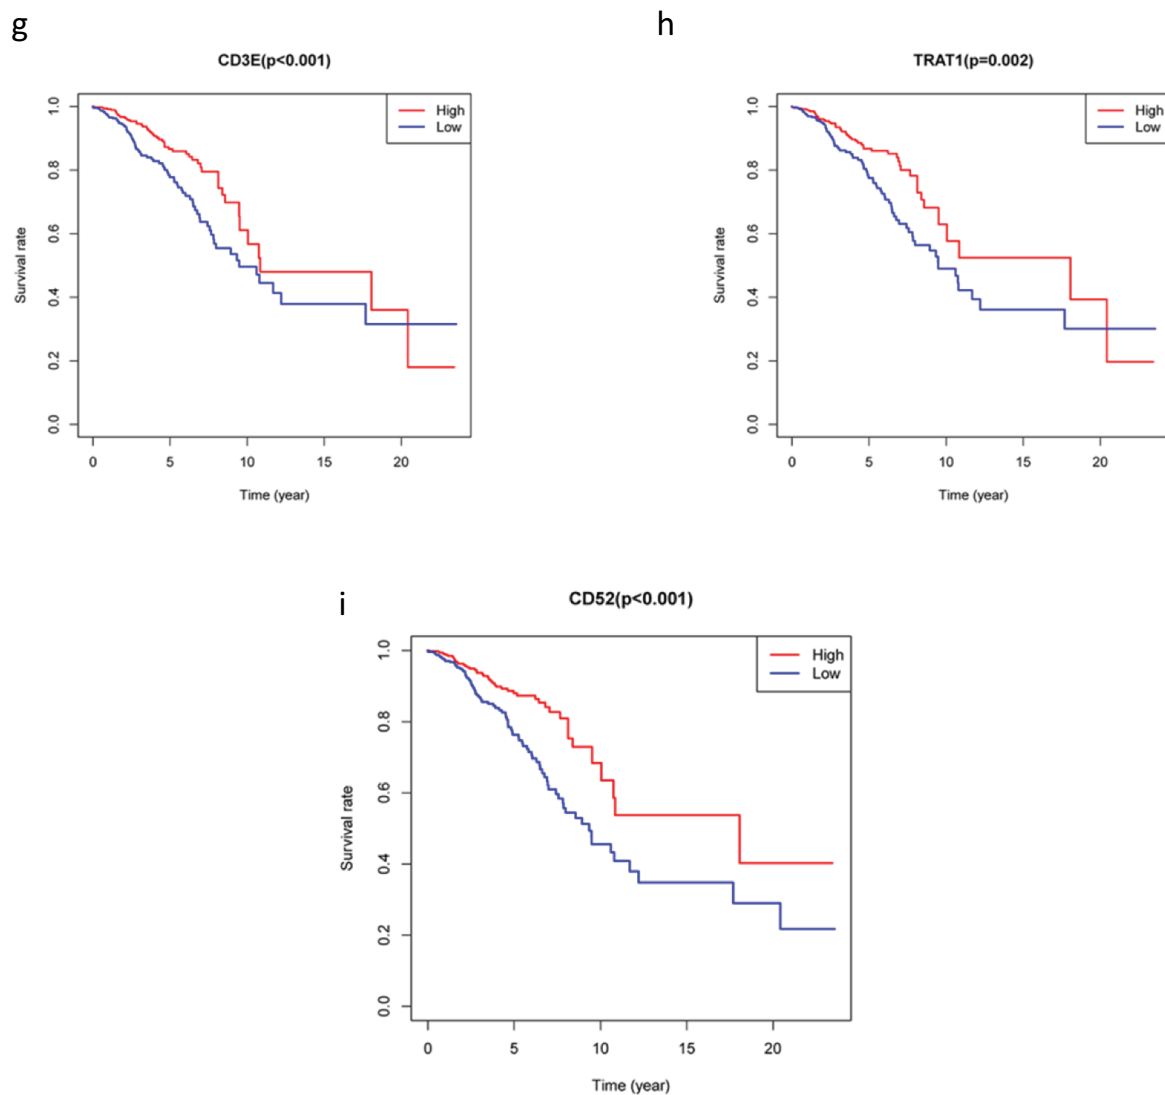 g
CD3E(p<0.001)
High
Low
1.0
0.8
0.6
0.4
0.2
0.0
Survival rate
0 5 10 15 20
Time (year)
h
TRAT1(p=0.002)
High
Low
1.0
0.8
0.6
0.4
0.2
0.0
Survival rate
0 5 10 15 20
Time (year)
i
CD52(p<0.001)
High
Low
1.0
0.8
0.6
0.4
0.2
0.0
Survival rate
0 5 10 15 20
Time (year)